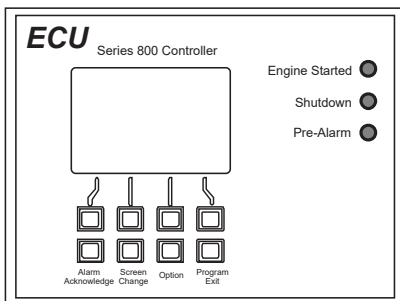 ECU
Series 800 Controller
Engine Started
Shutdown
Pre-Alarm
Alarm Acknowledge
Screen Change
Option
Program Exit